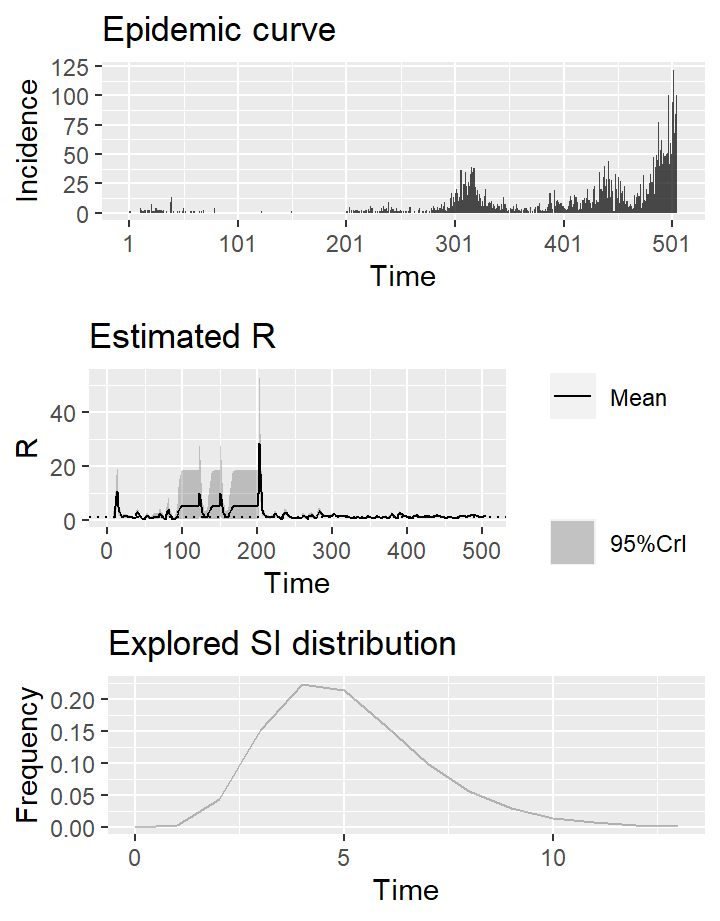 Epidemic curve
125
100
75
50
25
0
Incidence
1 101 201 301 401 501
Time
Estimated R
40
20
0
R
0 100 200 300 400 500
Time
Mean
95%CrI
Explored SI distribution
0.20
0.15
0.10
0.05
0.00
Frequency
0 5 10
Time